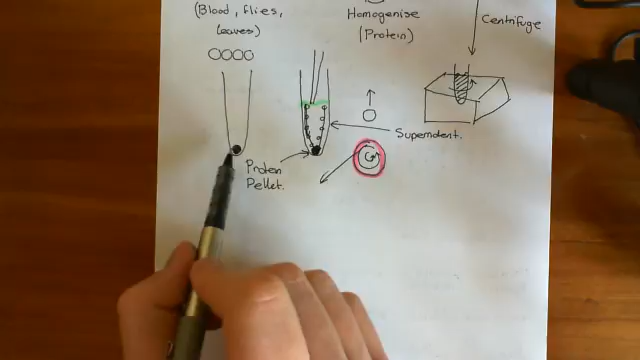 (Blood, flies,
leaves)
Homogenise
(Protein)
Centrifuge
Supernatent.
Protein
Pellet.